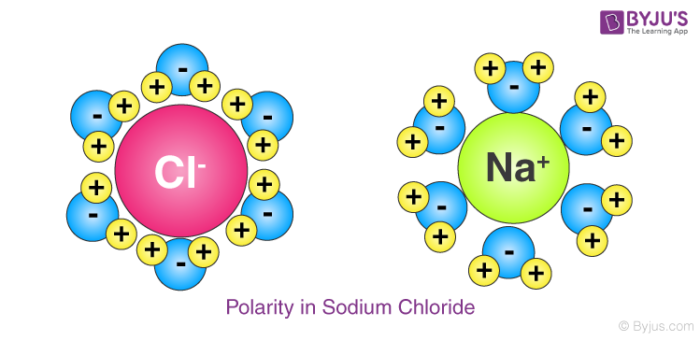 BYJU'S
The Learning App
Cl-
Na+
- + +
- + +
- + +
- + +
- + +
- + +
- + +
- + +
- + +
- + +
- + +
- + +
Polarity in Sodium Chloride
© Byjus.com